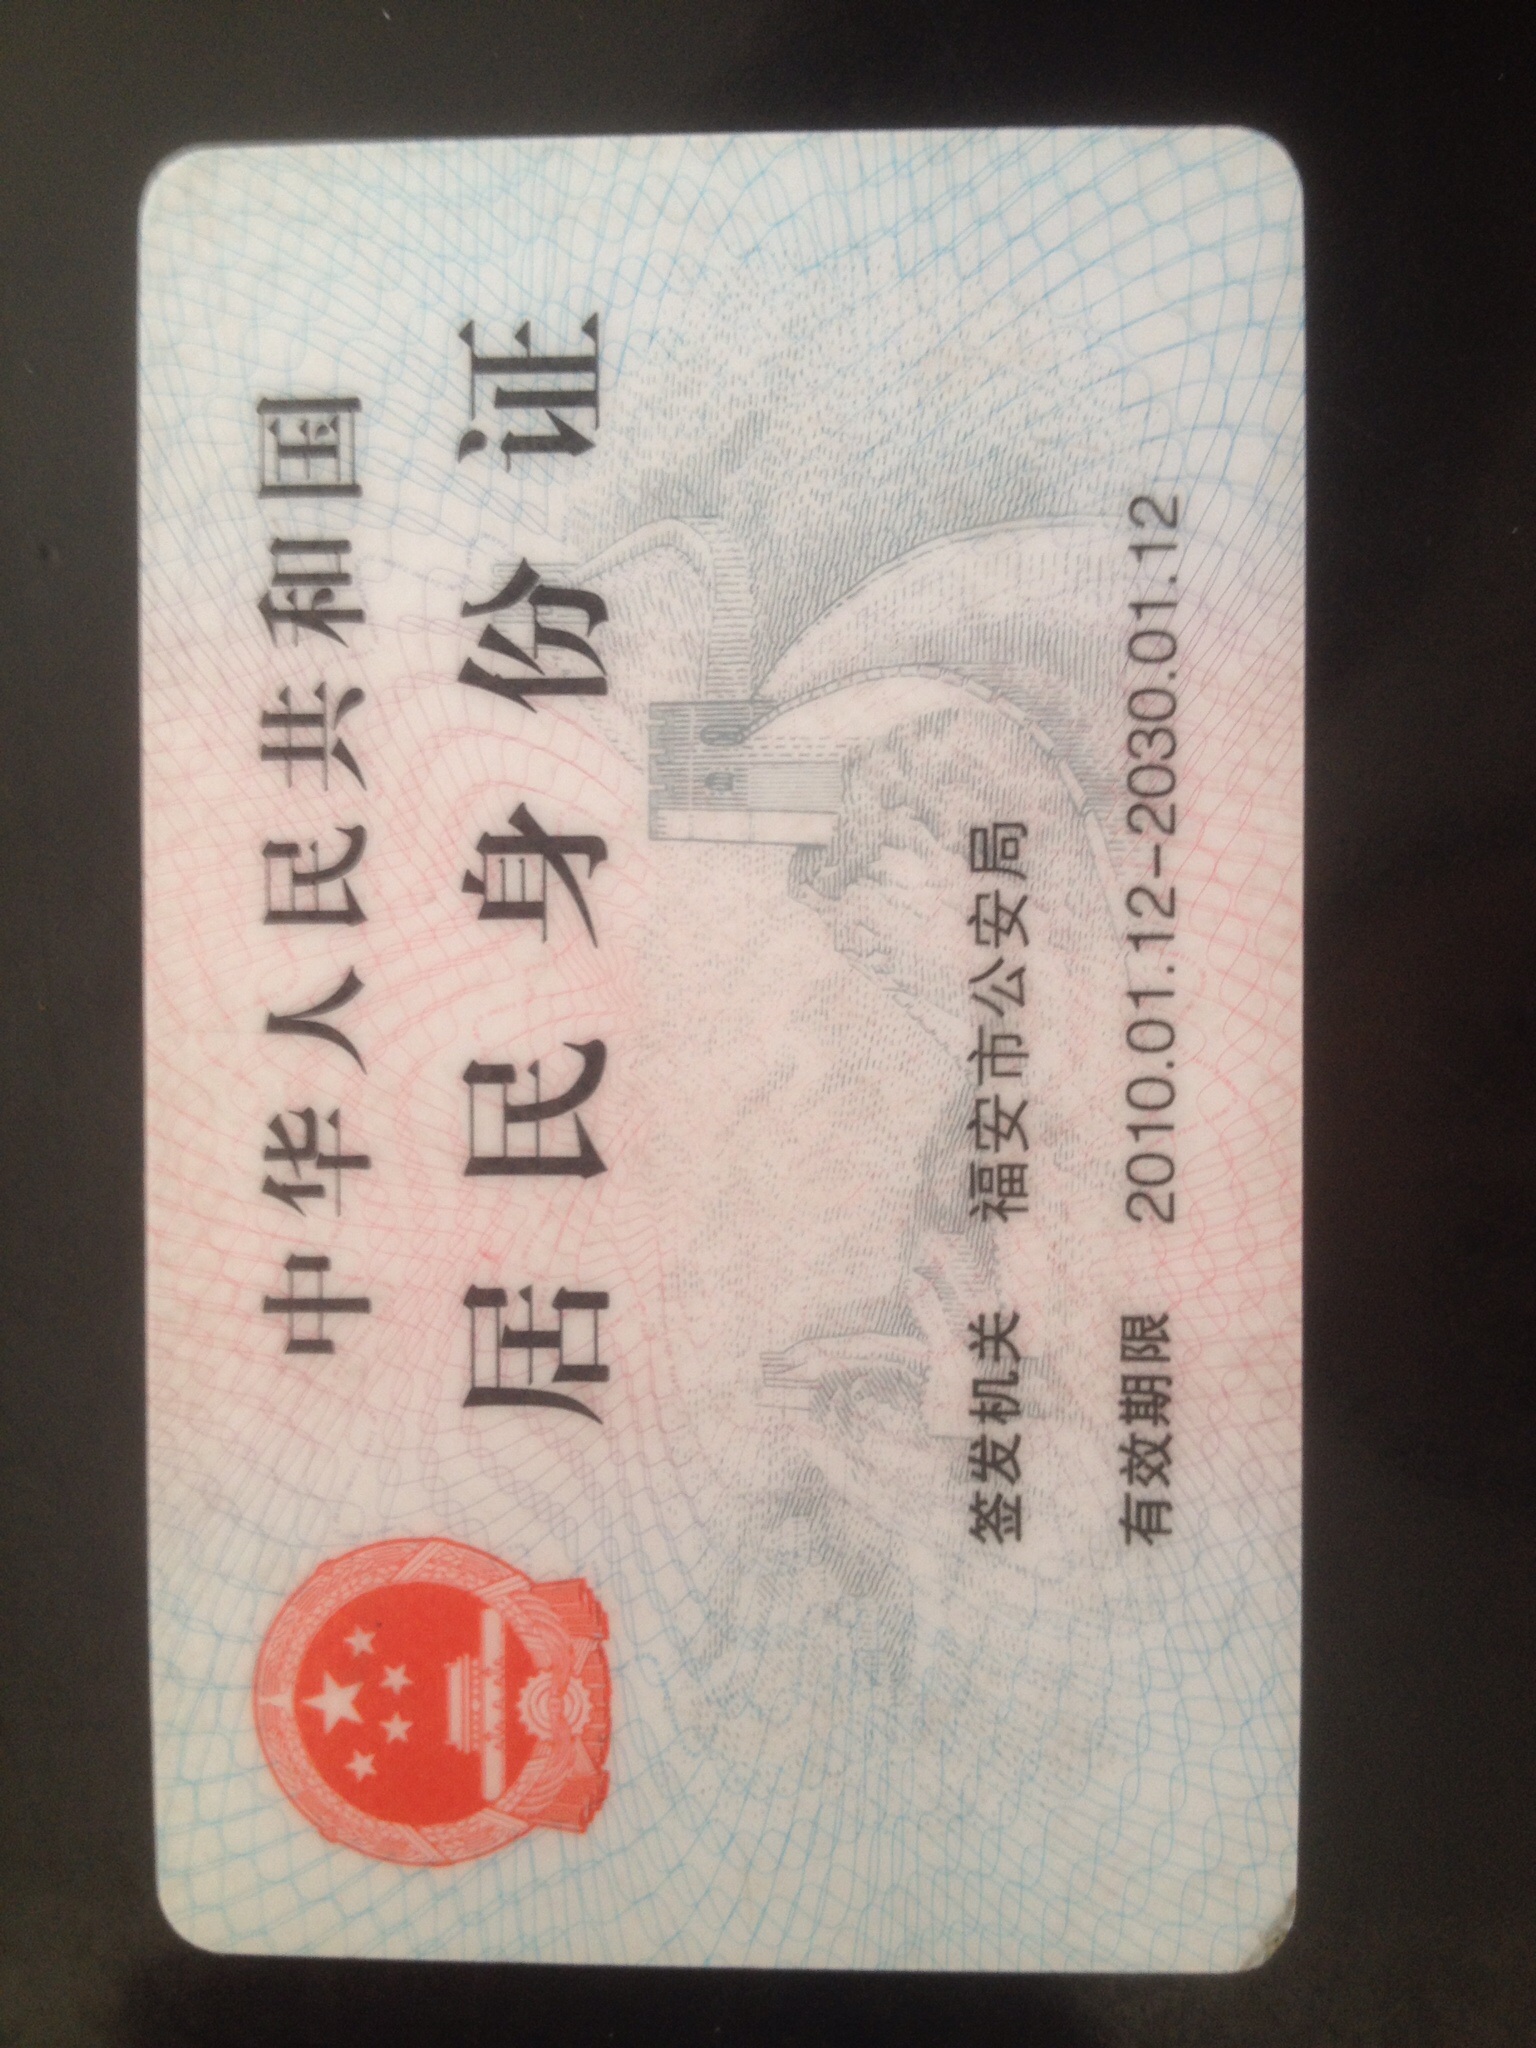 中华人民共和国
居民身份证
签发机关 福安市公安局
有效期限 2010.01.12-2030.01.12